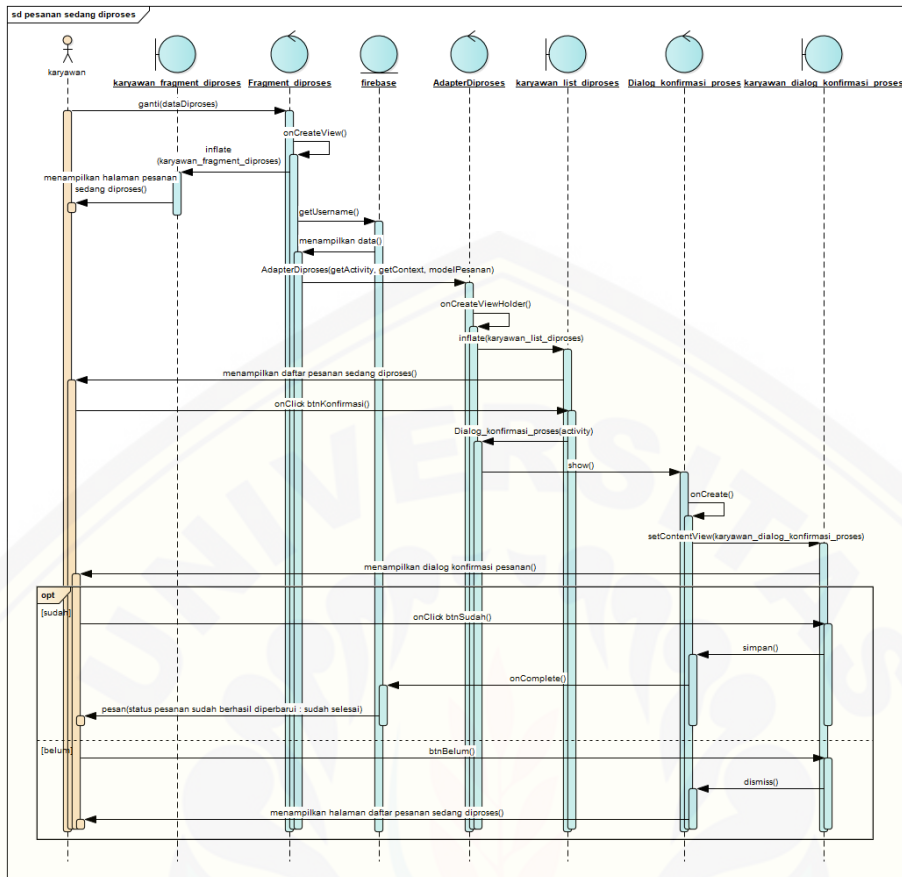 sd pesanan sedang diproses
karyawan
karyawan_fragment_diproses
Fragment_diproses
firebase
AdapterDiproses
karyawan_list_diproses
Dialog_konfirmasi_proses
karyawan_dialog_konfirmasi_proses
ganti(dataDiproses)
onCreateView()
inflate
(karyawan_fragment_diproses)
menampilkan halaman pesanan
sedang diproses()
getUsername()
menampilkan data()
AdapterDiproses(getActivity, getContext, modelPesanan)
onCreateViewHolder()
inflate(karyawan_list_diproses)
menampilkan daftar pesanan sedang diproses()
onClick btnKonfirmasi()
Dialog_konfirmasi_proses(activity)
show()
onCreate()
setContentView(karyawan_dialog_konfirmasi_proses)
menampilkan dialog konfirmasi pesanan()
opt
[sudah]
onClick btnSudah()
simpan()
onComplete()
pesan(status pesanan sudah berhasil diperbarui : sudah selesai)
[belum]
btnBelum()
dismiss()
menampilkan halaman daftar pesanan sedang diproses()
UNIVERSITAS